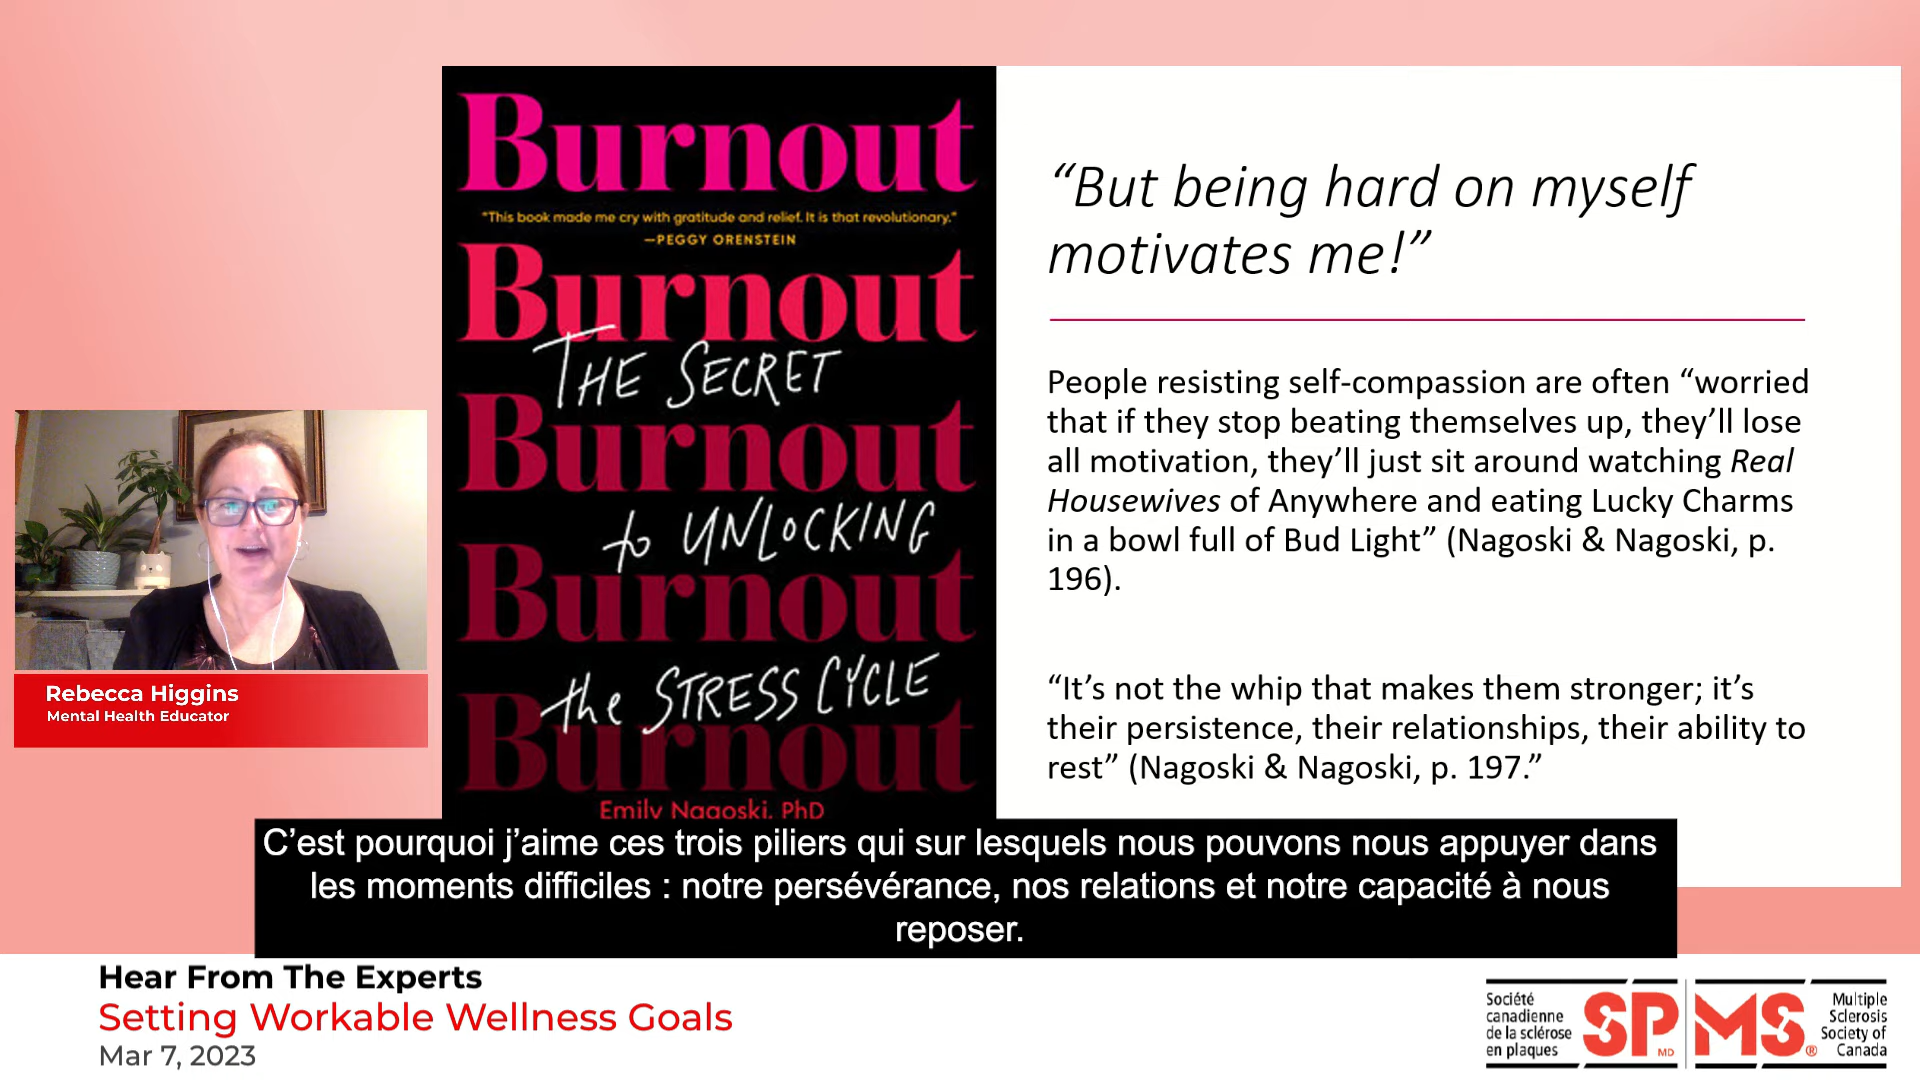 Burnout
"This book made me cry with gratitude and relief. It is that revolutionary."
—PEGGY ORENSTEIN
Burnout
THE SECRET
Burnout
to UNLOCKING
Burnout
the STRESS CYCLE
Burnout
Emily Nagoski, PhD
“But being hard on myself
motivates me!”
People resisting self-compassion are often “worried
that if they stop beating themselves up, they’ll lose
all motivation, they’ll just sit around watching Real
Housewives of Anywhere and eating Lucky Charms
in a bowl full of Bud Light” (Nagoski & Nagoski, p.
196).
“It’s not the whip that makes them stronger; it’s
their persistence, their relationships, their ability to
rest” (Nagoski & Nagoski, p. 197.”
Rebecca Higgins
Mental Health Educator
C’est pourquoi j’aime ces trois piliers qui sur lesquels nous pouvons nous appuyer dans
les moments difficiles : notre persévérance, nos relations et notre capacité à nous
reposer.
Hear From The Experts
Setting Workable Wellness Goals
Mar 7, 2023
Société
canadienne
de la sclérose
en plaques
SP MD
MS ®
Multiple
Sclerosis
Society of
Canada